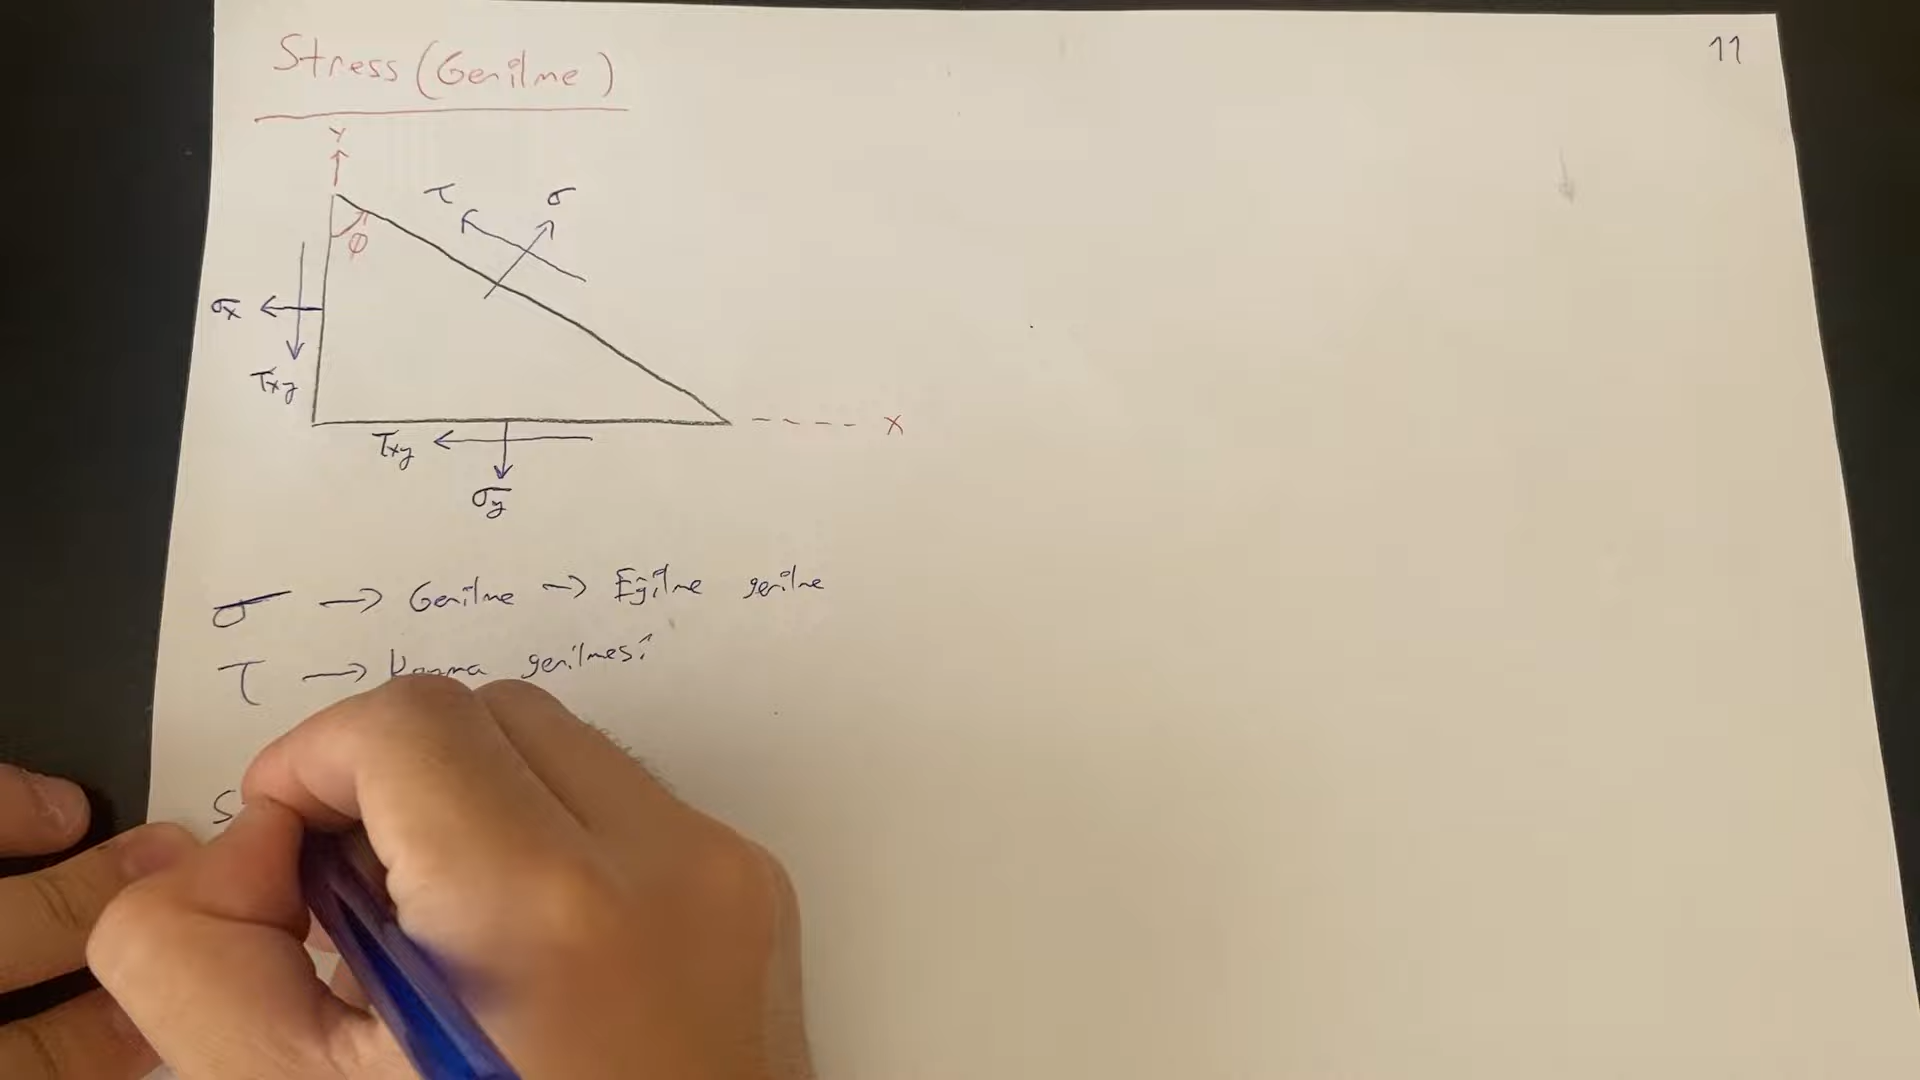 11
Stress (Gerilme)
Y
τ
σ
φ
σx
τxy
X
τxy
σy
σ → Gerilme → Eğilme gerilme
τ → Kayma gerilmesi
S